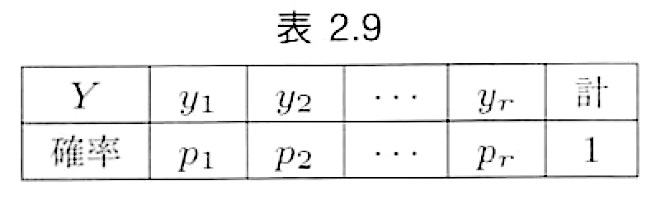 表 2.9
Y y₁ y₂ ··· yᵣ 計
確率 p₁ p₂ ··· pᵣ 1